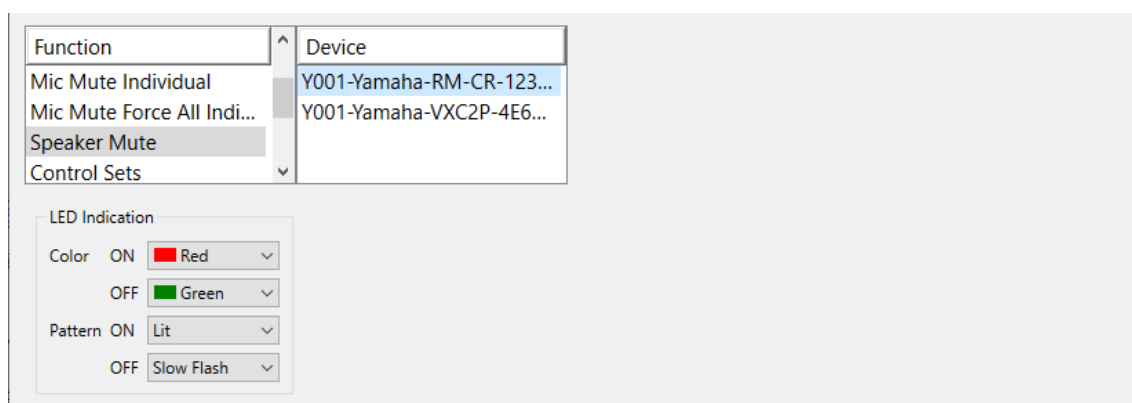 Function
Mic Mute Individual
Mic Mute Force All Indi...
Speaker Mute
Control Sets
Device
Y001-Yamaha-RM-CR-123...
Y001-Yamaha-VXC2P-4E6...
LED Indication
Color ON Red
OFF Green
Pattern ON Lit
OFF Slow Flash